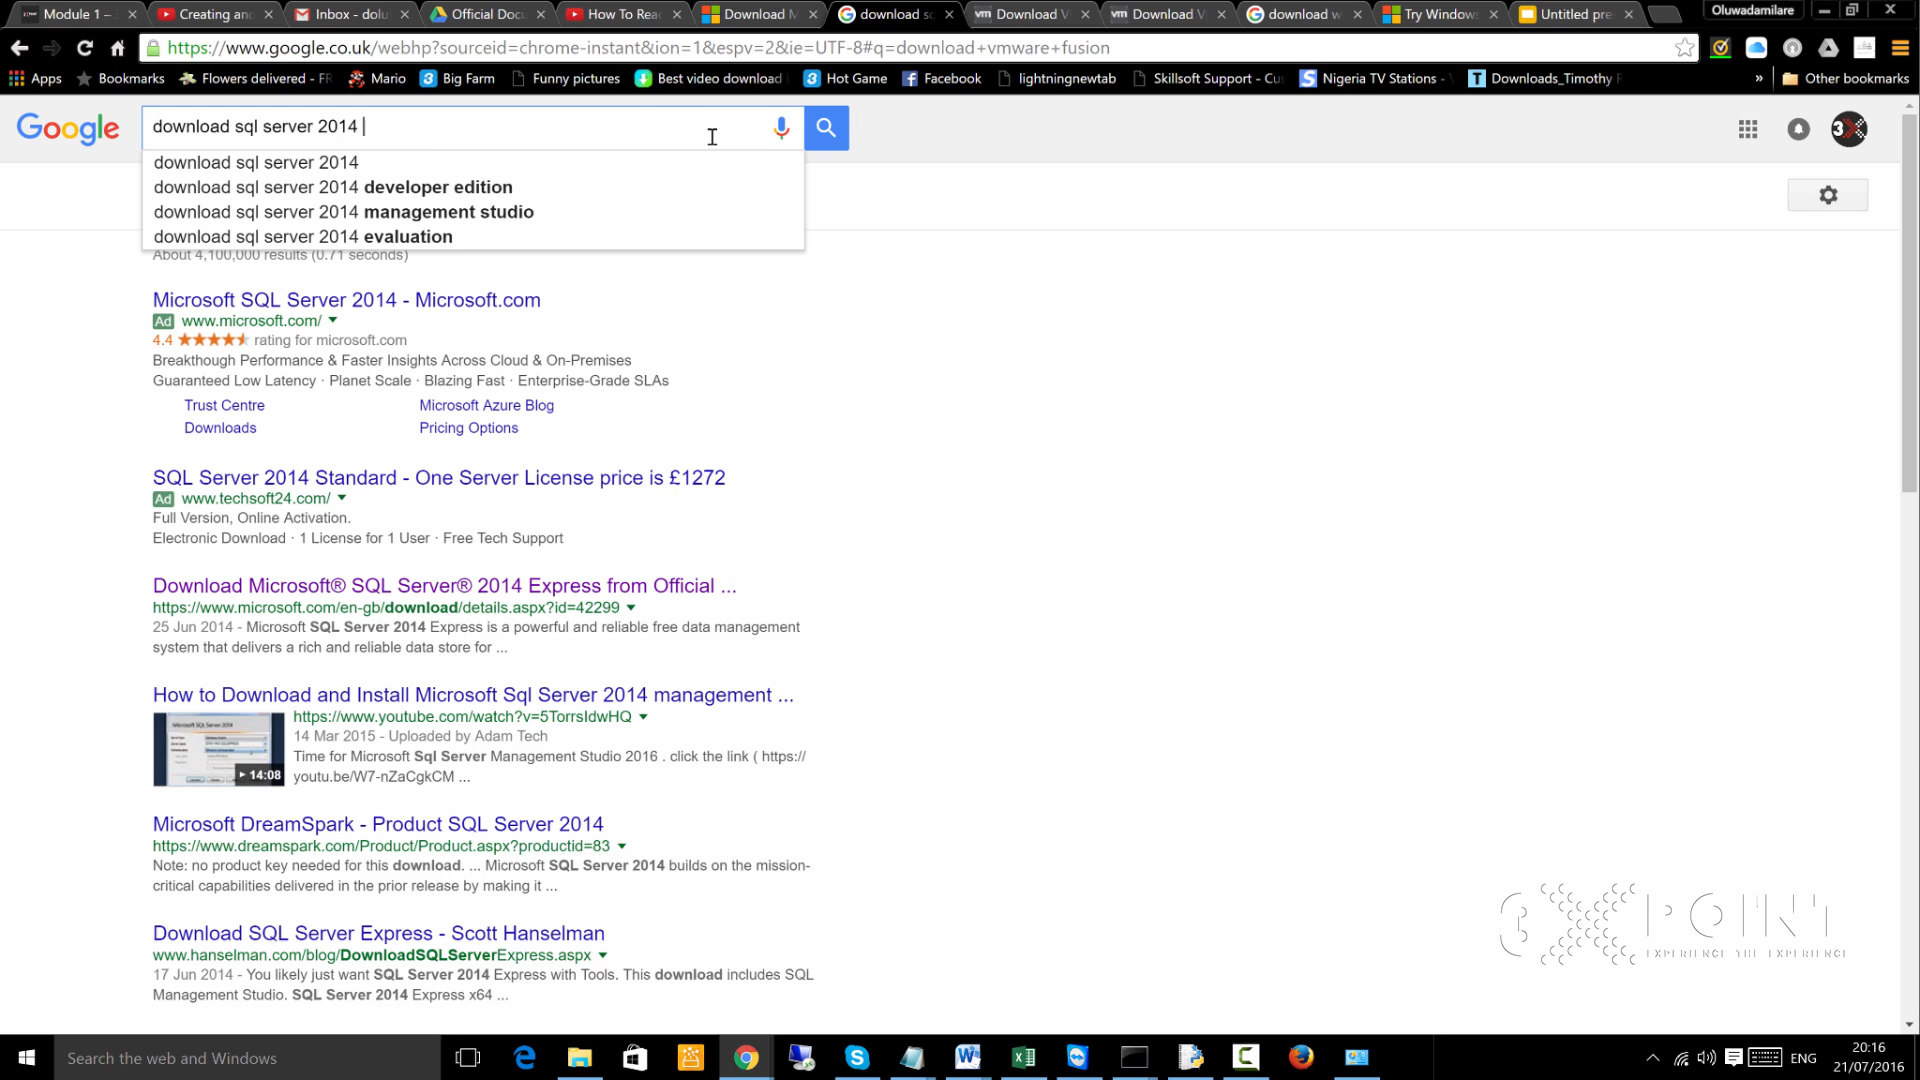 Module 1 –
Creating an
Inbox - dolu
Official Doc
How To Rea
Download M
download s
Download V
Download V
download w
Try Window
Untitled pre
Oluwadamilare
https://www.google.co.uk/webhp?sourceid=chrome-instant&ion=1&espv=2&ie=UTF-8#q=download+vmware+fusion
Apps
Bookmarks
Flowers delivered - FR
Mario
Big Farm
Funny pictures
Best video download
Hot Game
Facebook
lightningnewtab
Skillsoft Support - Cus
Nigeria TV Stations -
Downloads_Timothy
» Other bookmarks
Google
download sql server 2014
download sql server 2014
download sql server 2014 developer edition
download sql server 2014 management studio
download sql server 2014 evaluation
About 4,100,000 results (0.71 seconds)
Microsoft SQL Server 2014 - Microsoft.com
Ad www.microsoft.com/
4.4 rating for microsoft.com
Breakthough Performance & Faster Insights Across Cloud & On-Premises
Guaranteed Low Latency · Planet Scale · Blazing Fast · Enterprise-Grade SLAs
Trust Centre Microsoft Azure Blog
Downloads Pricing Options
SQL Server 2014 Standard - One Server License price is £1272
Ad www.techsoft24.com/
Full Version, Online Activation.
Electronic Download · 1 License for 1 User · Free Tech Support
Download Microsoft® SQL Server® 2014 Express from Official ...
https://www.microsoft.com/en-gb/download/details.aspx?id=42299
25 Jun 2014 - Microsoft SQL Server 2014 Express is a powerful and reliable free data management
system that delivers a rich and reliable data store for ...
How to Download and Install Microsoft Sql Server 2014 management ...
https://www.youtube.com/watch?v=5TorrsIdwHQ
14 Mar 2015 - Uploaded by Adam Tech
Time for Microsoft Sql Server Management Studio 2016 . click the link ( https://
youtu.be/W7-nZaCgkCM ...
Microsoft SQL Server 2014
14:08
Microsoft DreamSpark - Product SQL Server 2014
https://www.dreamspark.com/Product/Product.aspx?productid=83
Note: no product key needed for this download. ... Microsoft SQL Server 2014 builds on the mission-
critical capabilities delivered in the prior release by making it ...
Download SQL Server Express - Scott Hanselman
www.hanselman.com/blog/DownloadSQLServerExpress.aspx
17 Jun 2014 - You likely just want SQL Server 2014 Express with Tools. This download includes SQL
Management Studio. SQL Server 2014 Express x64 ...
3XPOINT
EXPERIENCE THE EXPERIENCE
Search the web and Windows
ENG
20:16
21/07/2016